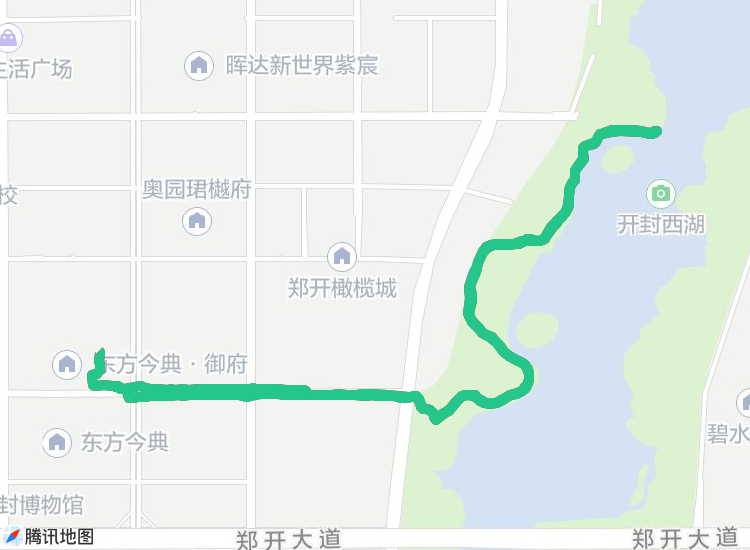 晖达新世界紫宸
生活广场
奥园珺樾府
校
开封西湖
郑开橄榄城
东方今典·御府
东方今典
碧水
封博物馆
腾讯地图
郑开大道
郑开大道